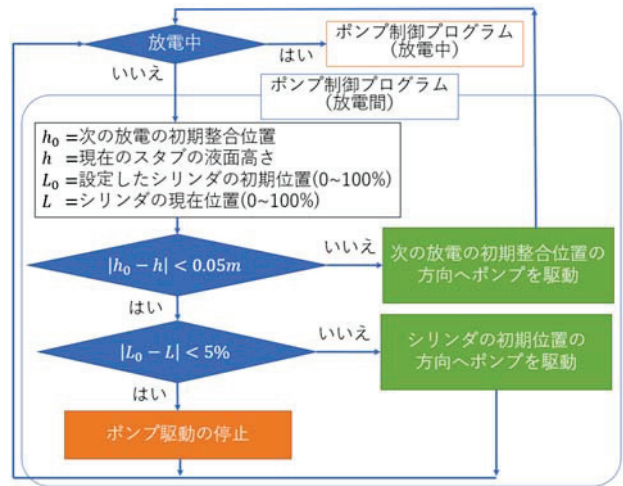 放電中
はい
ポンプ制御プログラム
(放電中)
いいえ
ポンプ制御プログラム
(放電間)
h₀ =次の放電の初期整合位置
h =現在のスタブの液面高さ
L₀ =設定したシリンダの初期位置(0~100%)
L =シリンダの現在位置(0~100%)
|h₀ − h| < 0.05m
いいえ
次の放電の初期整合位置の
方向へポンプを駆動
はい
|L₀ − L| < 5%
いいえ
シリンダの初期位置の
方向へポンプを駆動
はい
ポンプ駆動の停止